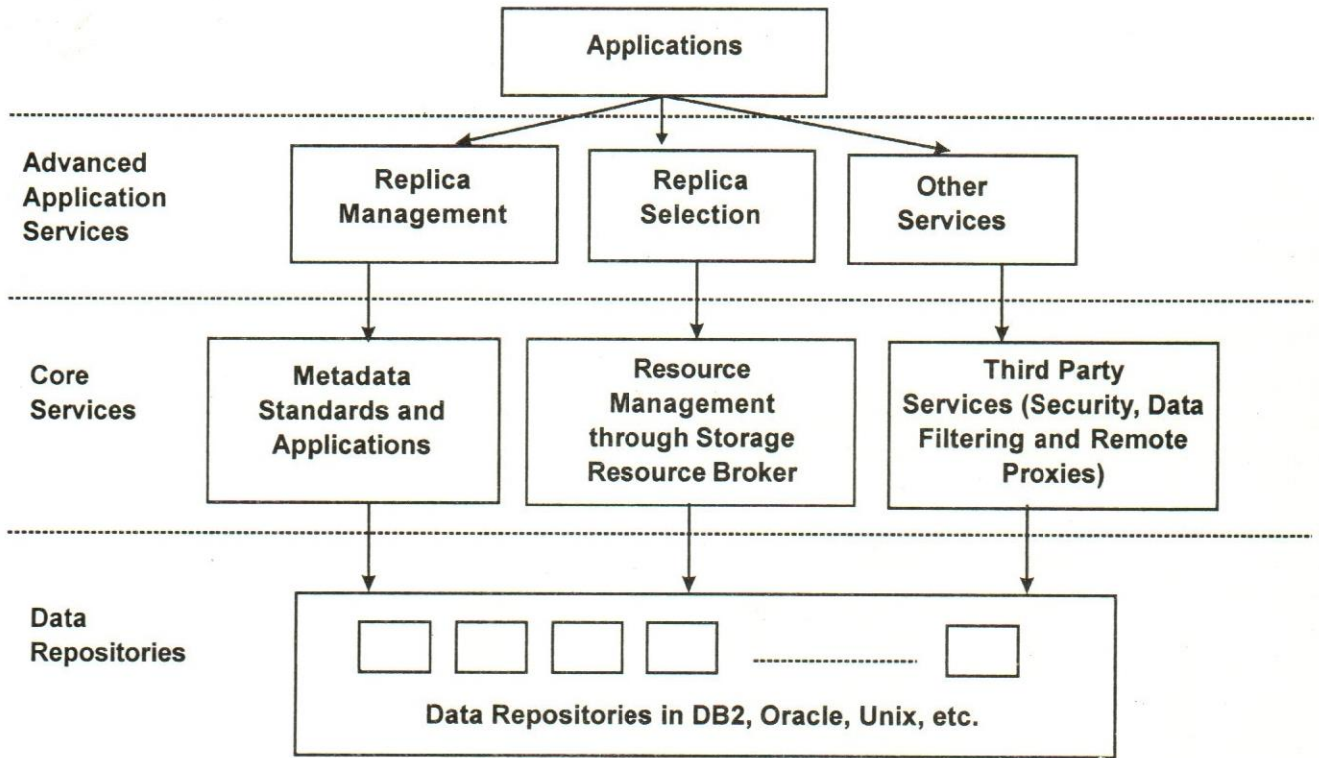 Applications
Advanced
Application
Services
Replica
Management
Replica
Selection
Other
Services
Core
Services
Metadata
Standards and
Applications
Resource
Management
through Storage
Resource Broker
Third Party
Services (Security, Data
Filtering and Remote
Proxies)
Data
Repositories
Data Repositories in DB2, Oracle, Unix, etc.